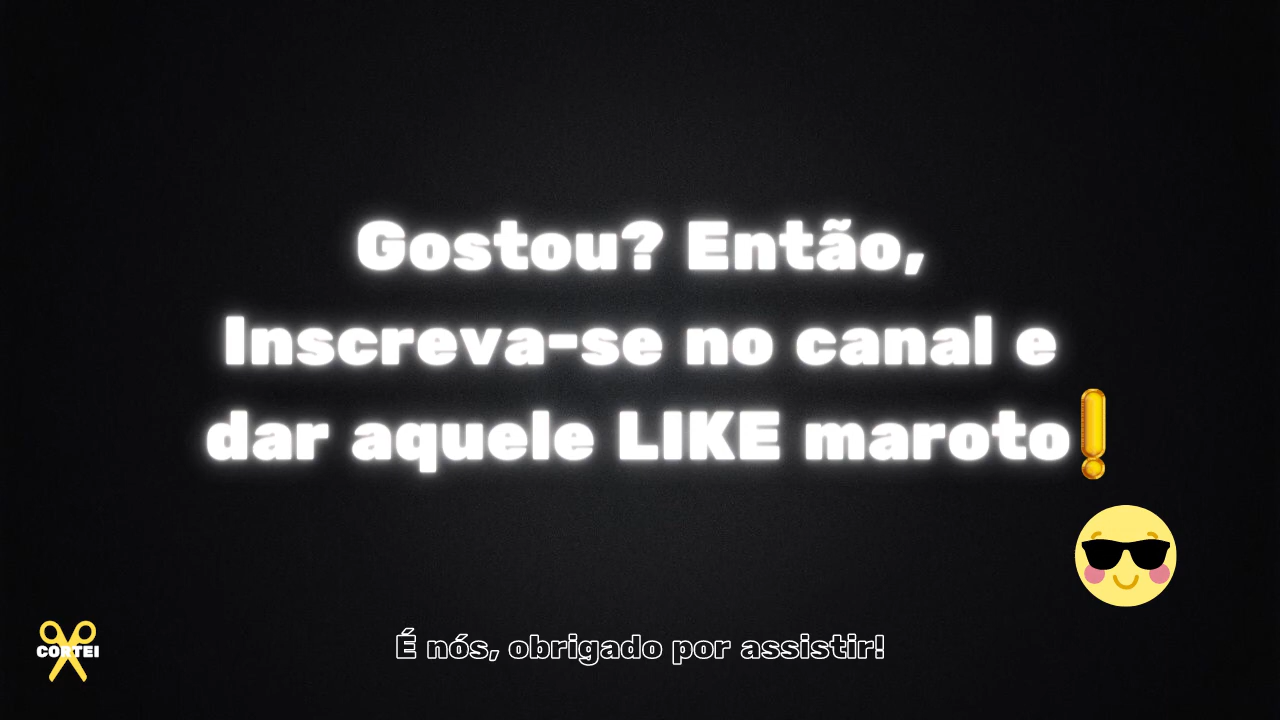 Gostou? Então,
Inscreva-se no canal e
dar aquele LIKE maroto!
CORTEI
É nós, obrigado por assistir!